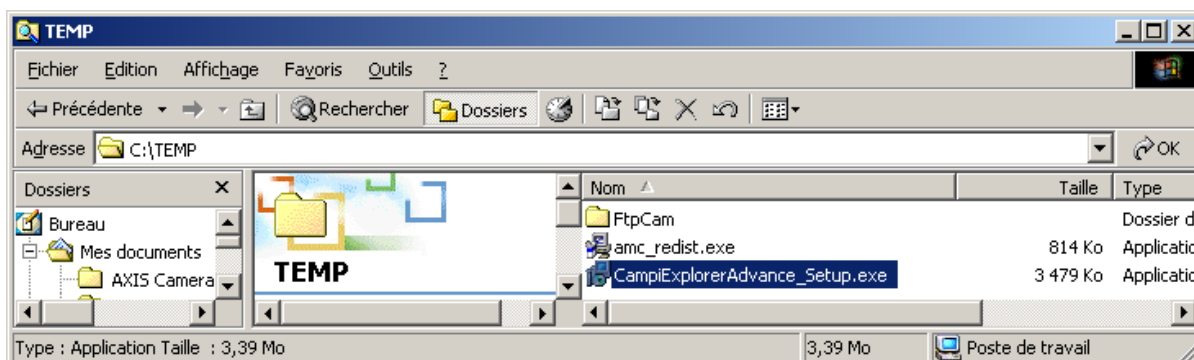 TEMP
Fichier Edition Affichage Favoris Outils ?
Précédente Rechercher Dossiers
Adresse C:\TEMP OK
Dossiers
Bureau
Mes documents
AXIS Camera
TEMP
Nom Taille Type
FtpCam Dossier d
amc_redist.exe 814 Ko Applicatic
CampiExplorerAdvance_Setup.exe 3 479 Ko Applicatic
Type : Application Taille : 3,39 Mo 3,39 Mo Poste de travail